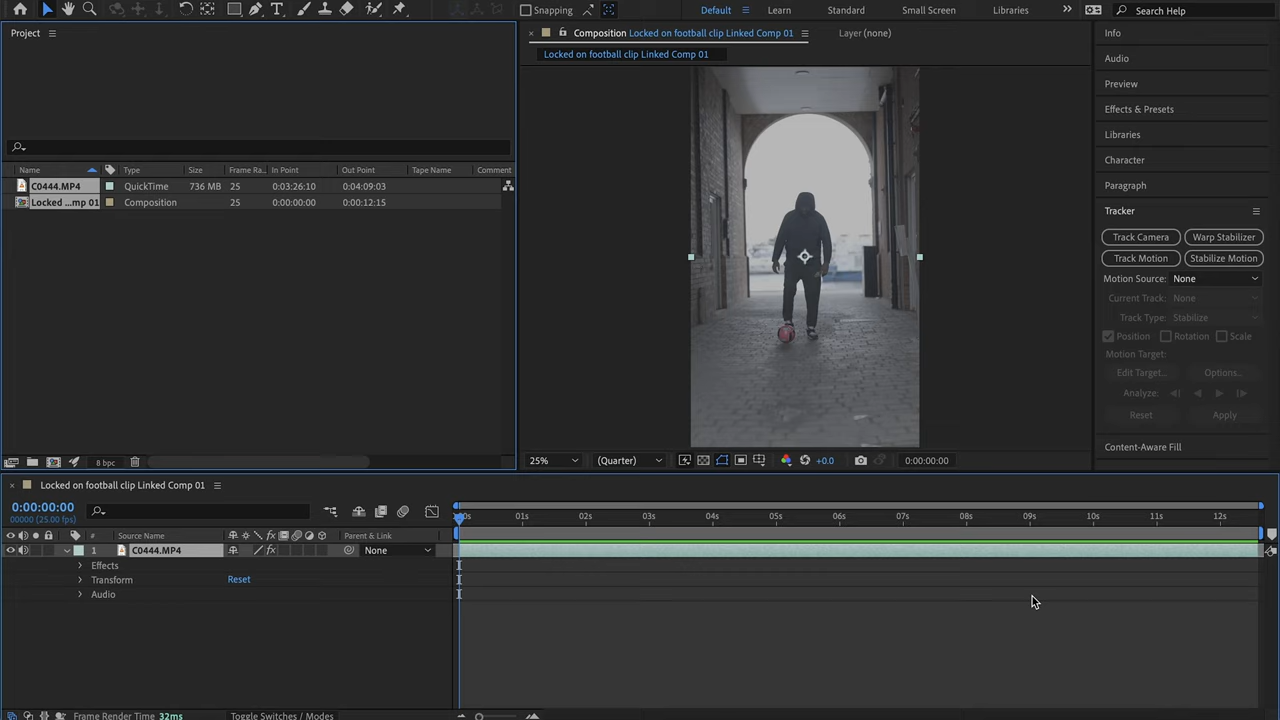 Snapping
Default
Learn
Standard
Small Screen
Libraries
Search Help
Project
Composition Locked on football clip Linked Comp 01
Layer (none)
Locked on football clip Linked Comp 01
Info
Audio
Preview
Effects & Presets
Libraries
Character
Paragraph
Tracker
Track Camera
Warp Stabilizer
Track Motion
Stabilize Motion
Motion Source: None
Current Track: None
Track Type: Stabilize
Position
Rotation
Scale
Motion Target:
Edit Target...
Options...
Analyze:
Reset
Apply
Content-Aware Fill
Name Type Size Frame Ra... In Point Out Point Tape Name Comment
C0444.MP4 QuickTime 736 MB 25 0:03:26:10 0:04:09:03
Locked ...mp 01 Composition 25 0:00:00:00 0:00:12:15
8 bpc
25% (Quarter) +0.0 0:00:00:00
Locked on football clip Linked Comp 01
0:00:00:00
00000 (25.00 fps)
# Source Name Parent & Link
1 C0444.MP4 None
Effects
Transform Reset
Audio
:00s 01s 02s 03s 04s 05s 06s 07s 08s 09s 10s 11s 12s
Frame Render Time 32ms
Toggle Switches / Modes